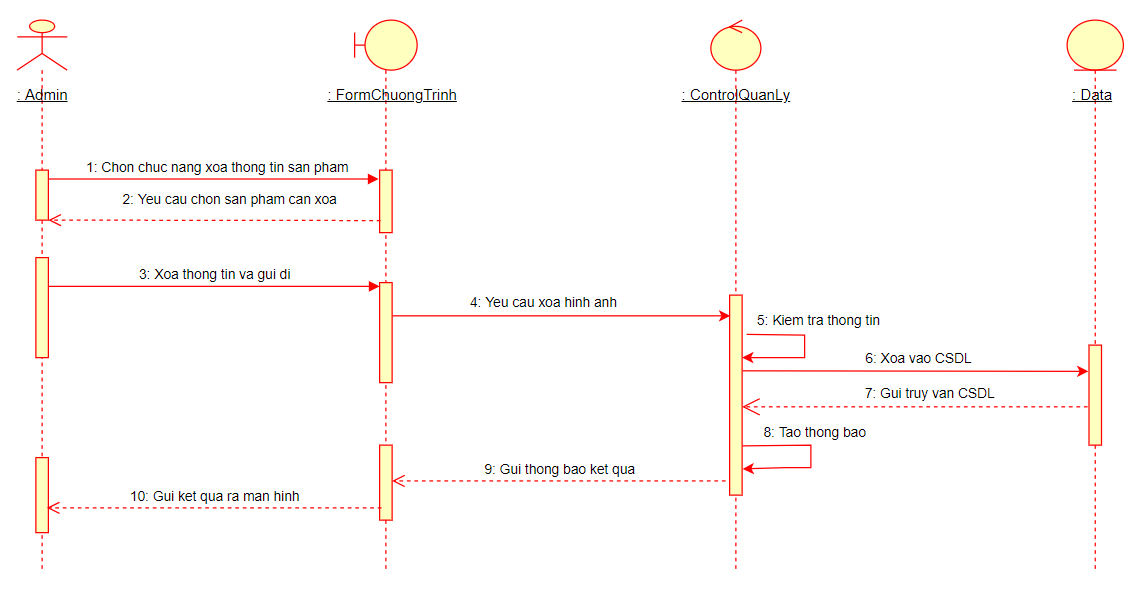 : Admin
: FormChuongTrinh
: ControlQuanLy
: Data
1: Chon chuc nang xoa thong tin san pham
2: Yeu cau chon san pham can xoa
3: Xoa thong tin va gui di
4: Yeu cau xoa hinh anh
5: Kiem tra thong tin
6: Xoa vao CSDL
7: Gui truy van CSDL
8: Tao thong bao
9: Gui thong bao ket qua
10: Gui ket qua ra man hinh